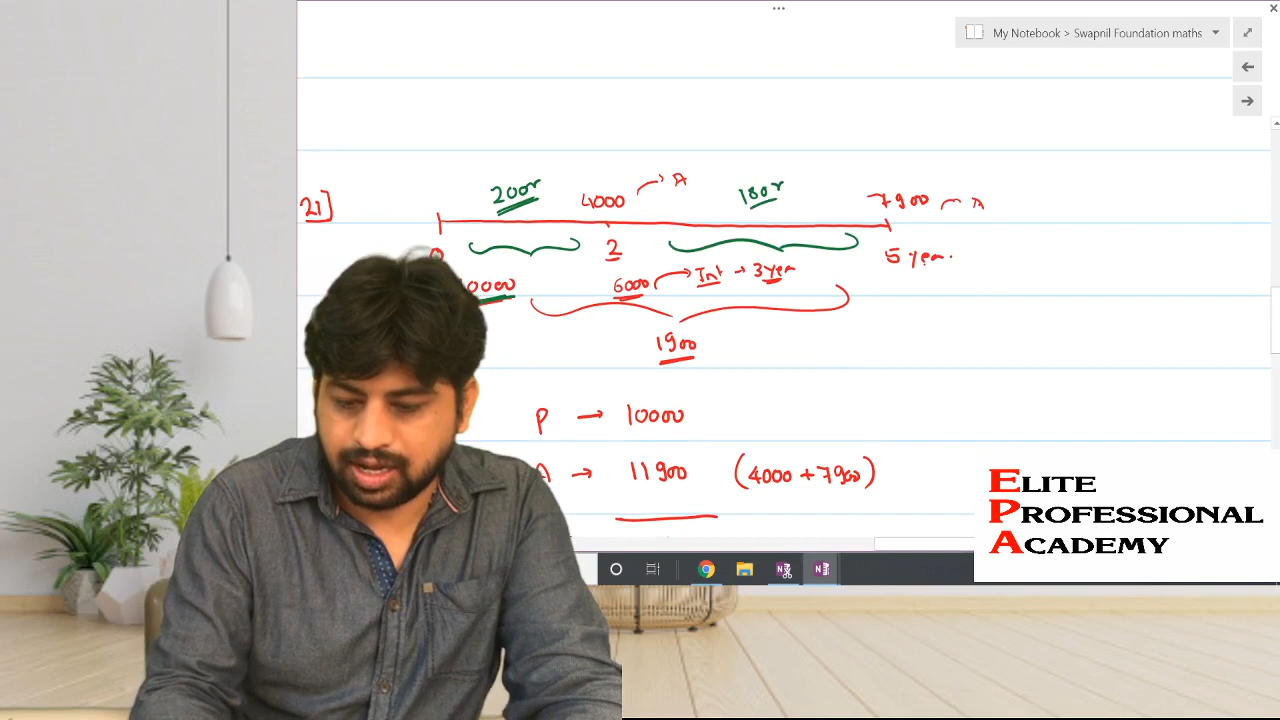 My Notebook > Swapnil Foundation maths
21]
200r 4000 → A 180r 7900 – A
2 5 year.
0000 6000 → Int → 3 year
1900
P → 10000
A → 11900 (4000 + 7900)
ELITE
PROFESSIONAL
ACADEMY